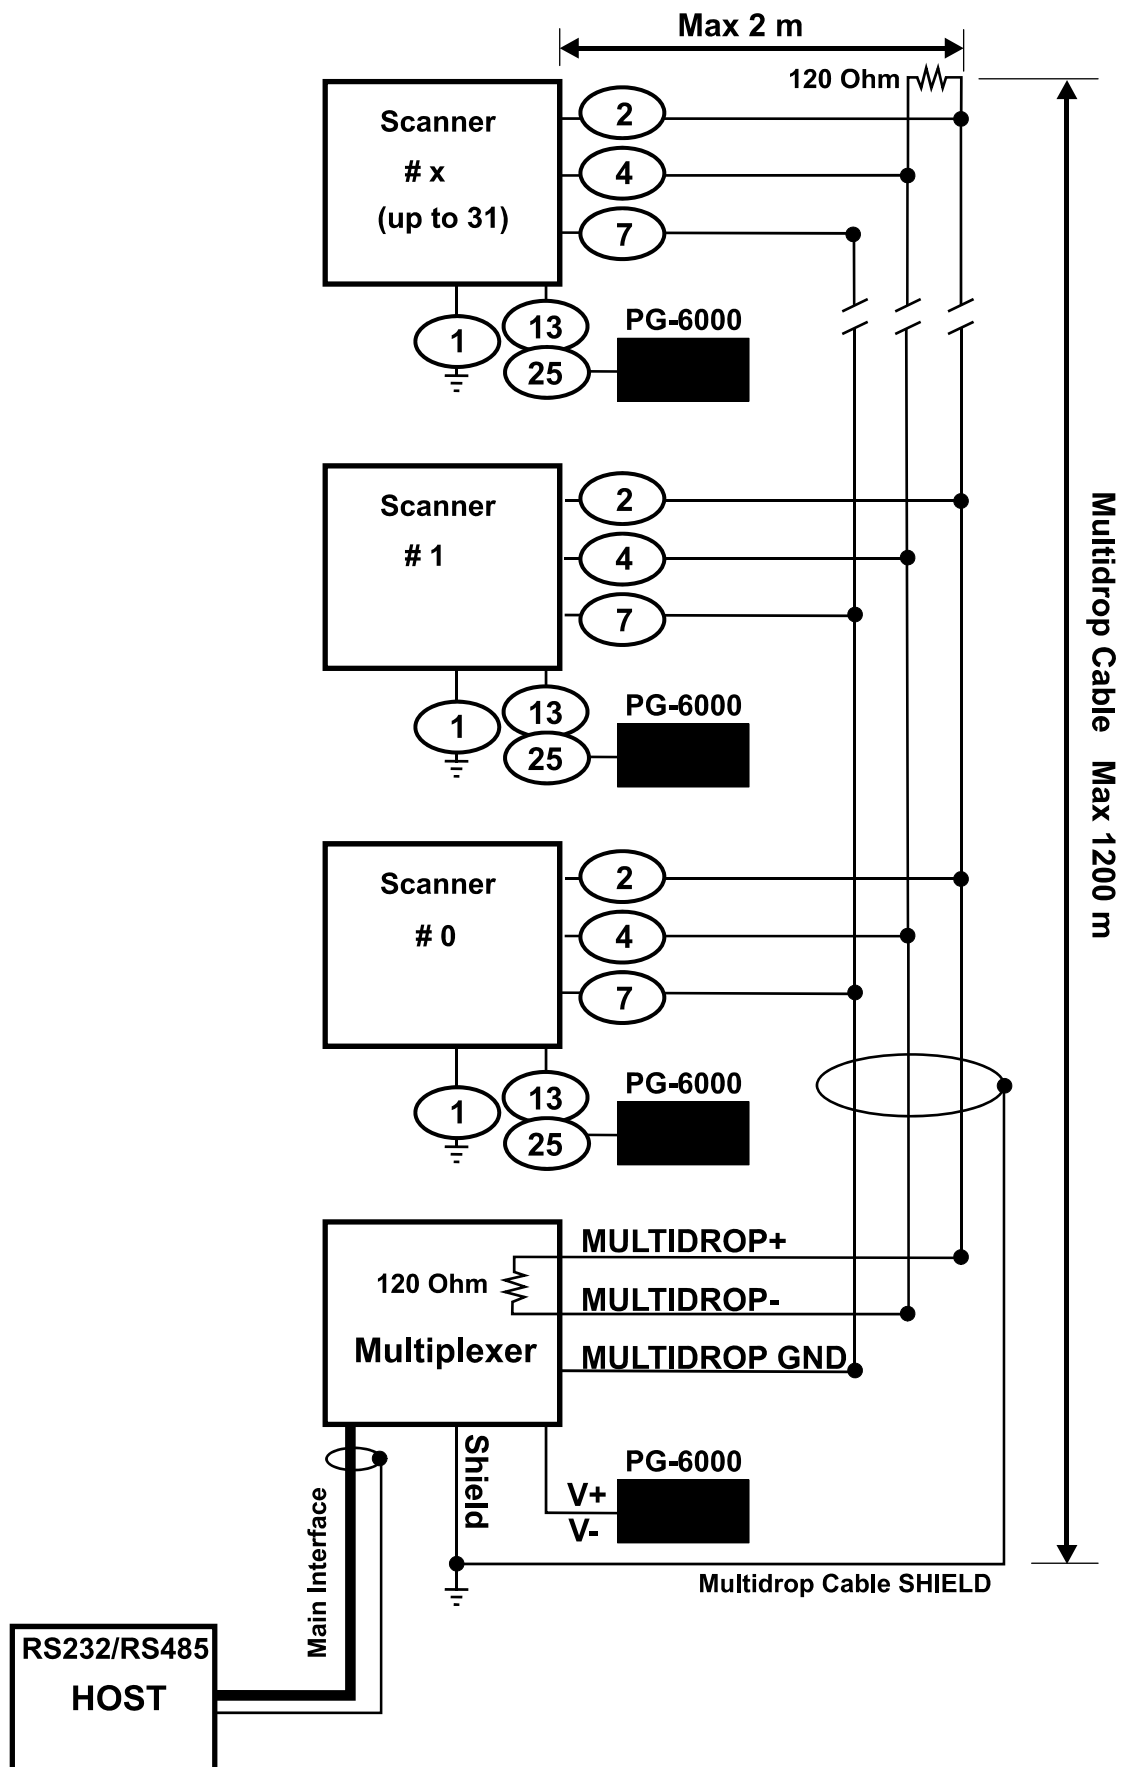 Max 2 m
120 Ohm
Scanner
# x
(up to 31)
2
4
7
1
13
25
PG-6000
Scanner
# 1
2
4
7
1
13
25
PG-6000
Scanner
# 0
2
4
7
1
13
25
PG-6000
Multidrop Cable Max 1200 m
120 Ohm
Multiplexer
MULTIDROP+
MULTIDROP-
MULTIDROP GND
Shield
V+
V-
PG-6000
Multidrop Cable SHIELD
Main Interface
RS232/RS485
HOST